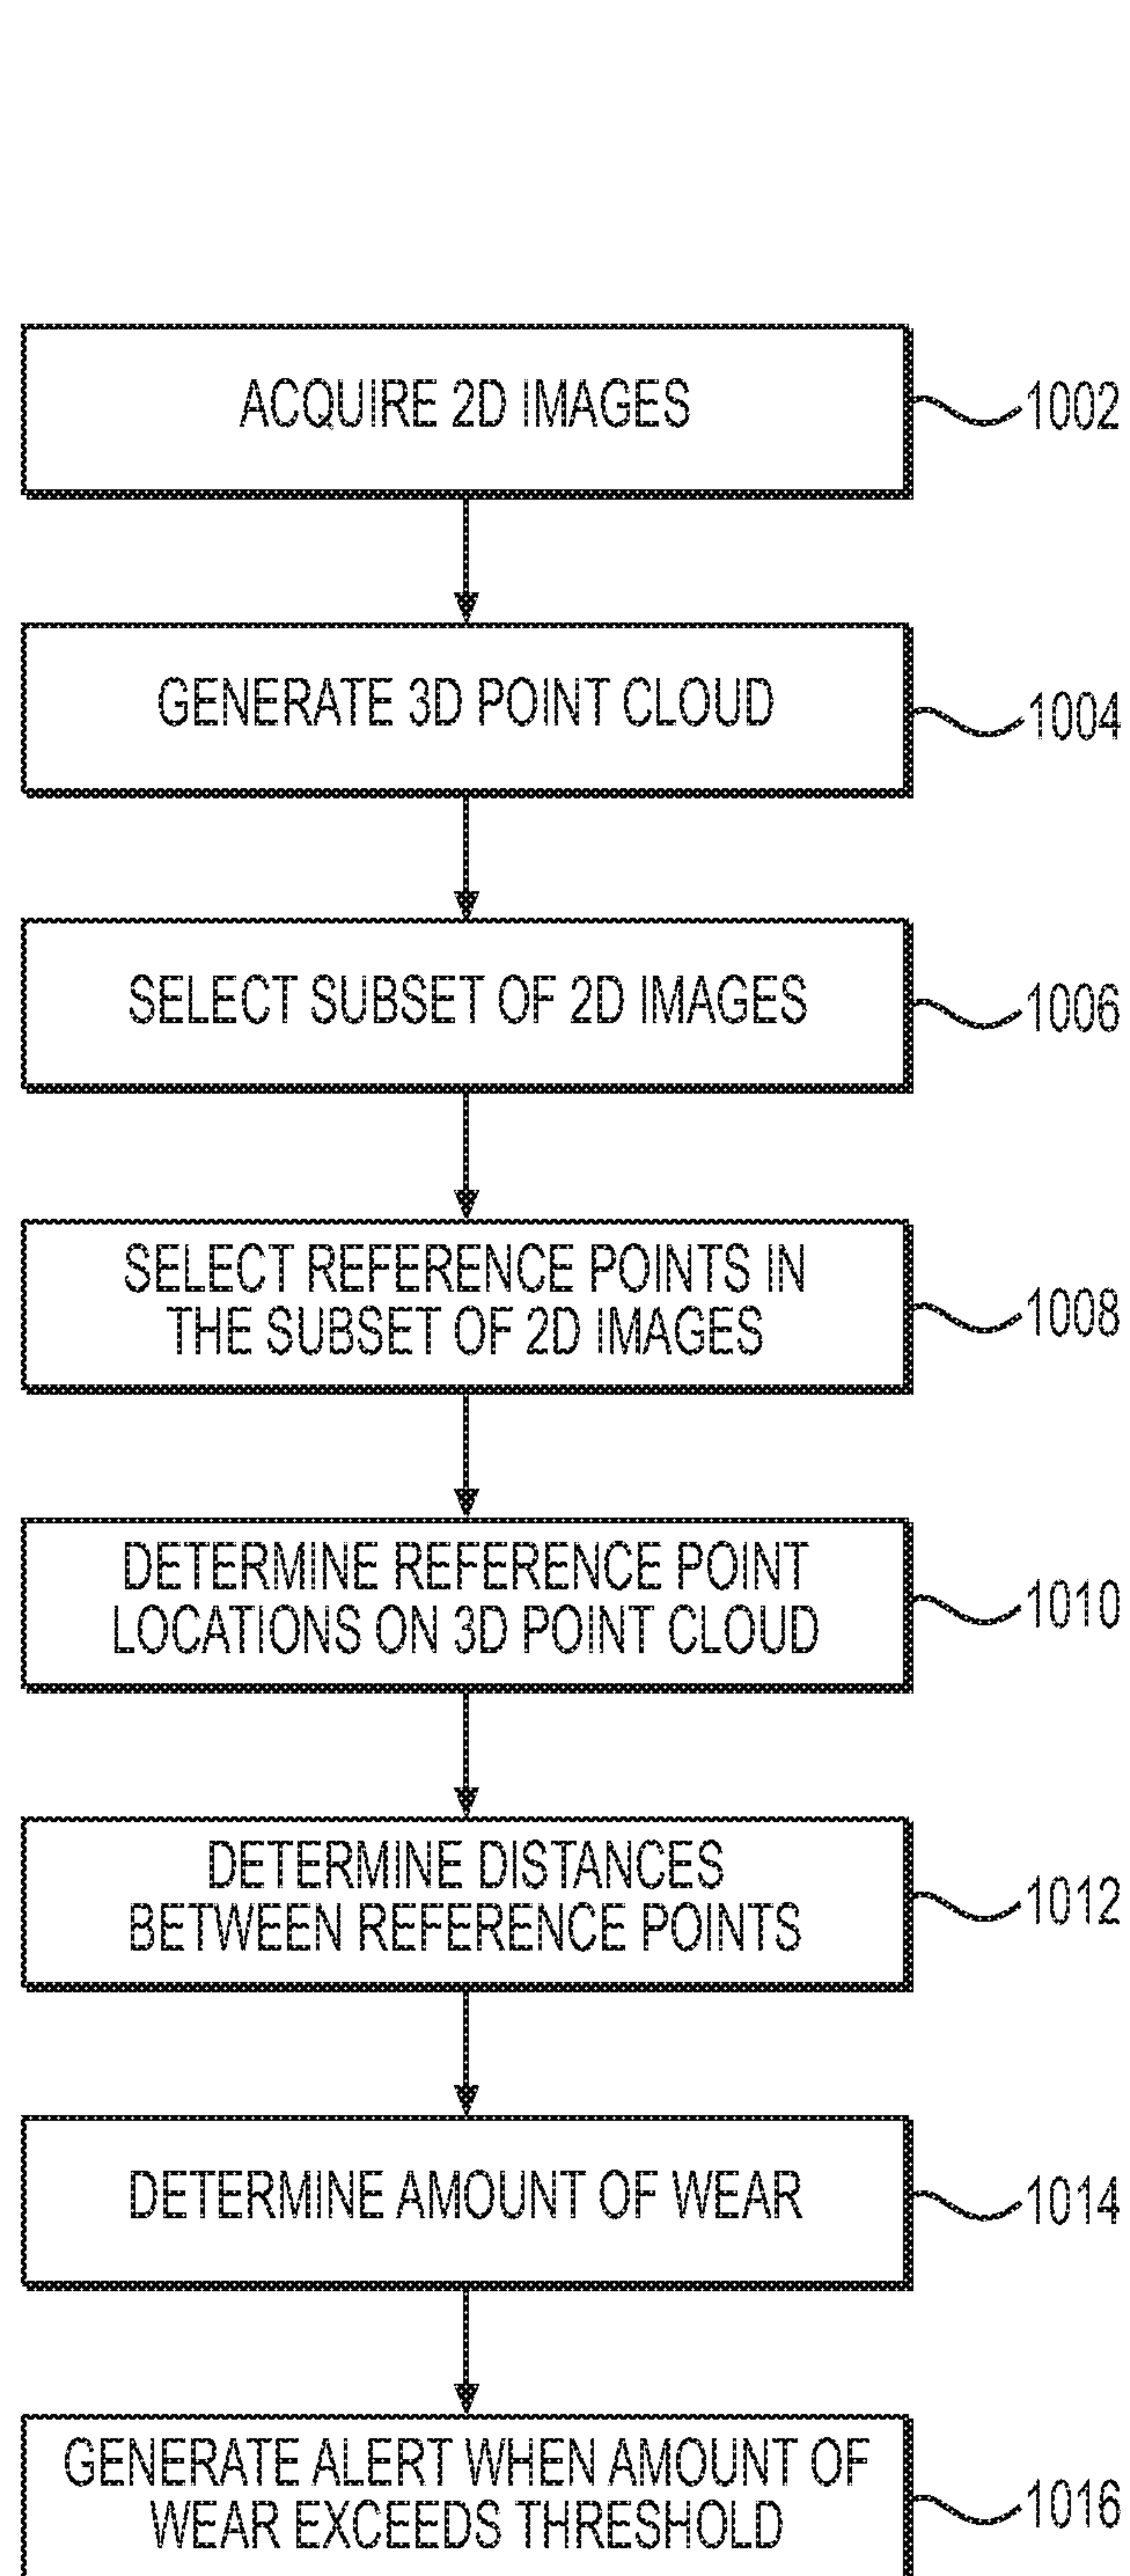 ACQUIRE 2D IMAGES
1002
GENERATE 3D POINT CLOUD
1004
SELECT SUBSET OF 2D IMAGES
1006
SELECT REFERENCE POINTS IN
THE SUBSET OF 2D IMAGES
1008
DETERMINE REFERENCE POINT
LOCATIONS ON 3D POINT CLOUD
1010
DETERMINE DISTANCES
BETWEEN REFERENCE POINTS
1012
DETERMINE AMOUNT OF WEAR
1014
GENERATE ALERT WHEN AMOUNT OF
WEAR EXCEEDS THRESHOLD
1016